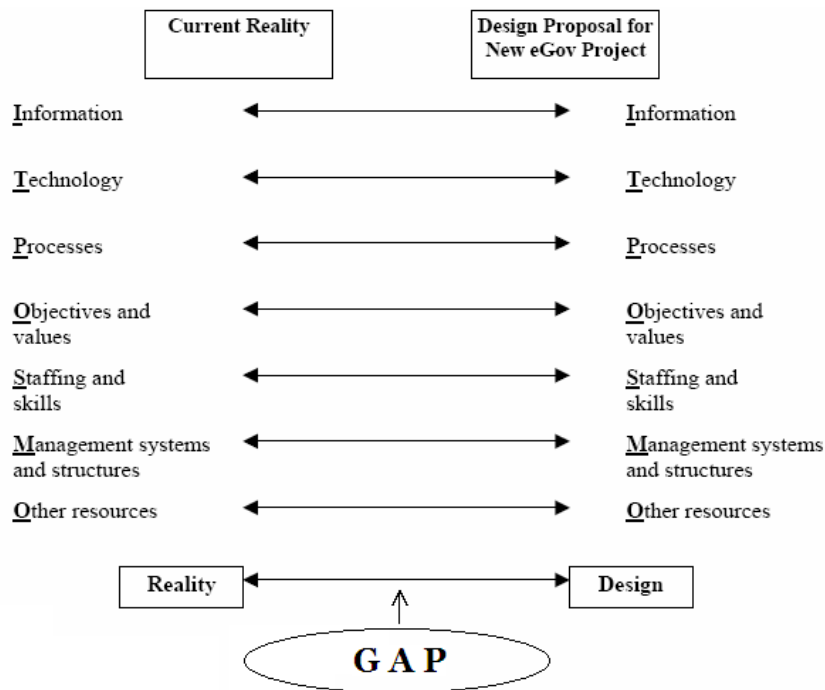 Current Reality
Design Proposal for
New eGov Project
Information
Information
Technology
Technology
Processes
Processes
Objectives and
values
Objectives and
values
Staffing and
skills
Staffing and
skills
Management systems
and structures
Management systems
and structures
Other resources
Other resources
Reality
Design
G A P